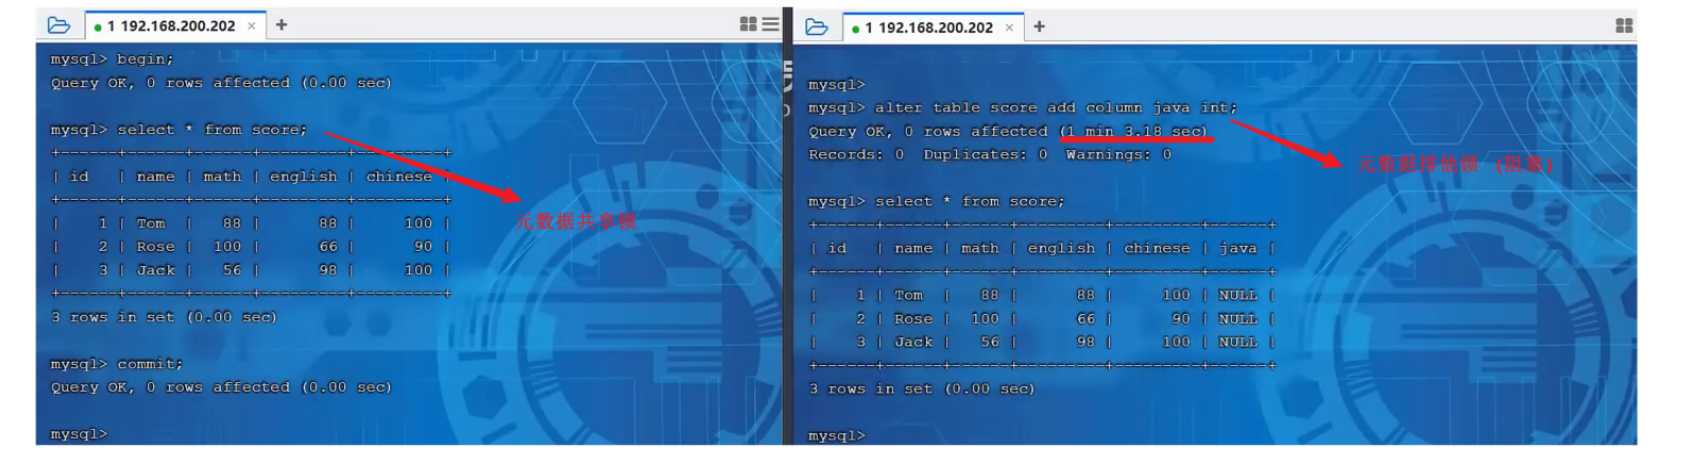 1 192.168.200.202 × +
mysql> begin;
Query OK, 0 rows affected (0.00 sec)
mysql> select * from score;
+------+------+------+---------+---------+
| id | name | math | english | chinese |
+------+------+------+---------+---------+
| 1 | Tom | 88 | 88 | 100 |
| 2 | Rose | 100 | 66 | 90 |
| 3 | Jack | 56 | 98 | 100 |
+------+------+------+---------+---------+
3 rows in set (0.00 sec)
mysql> commit;
Query OK, 0 rows affected (0.00 sec)
mysql>
元数据共享锁
1 192.168.200.202 × +
mysql>
mysql> alter table score add column java int;
Query OK, 0 rows affected (1 min 3.18 sec)
Records: 0 Duplicates: 0 Warnings: 0
元数据排他锁 (阻塞)
mysql> select * from score;
+------+------+------+---------+---------+------+
| id | name | math | english | chinese | java |
+------+------+------+---------+---------+------+
| 1 | Tom | 88 | 88 | 100 | NULL |
| 2 | Rose | 100 | 66 | 90 | NULL |
| 3 | Jack | 56 | 98 | 100 | NULL |
+------+------+------+---------+---------+------+
3 rows in set (0.00 sec)
mysql>